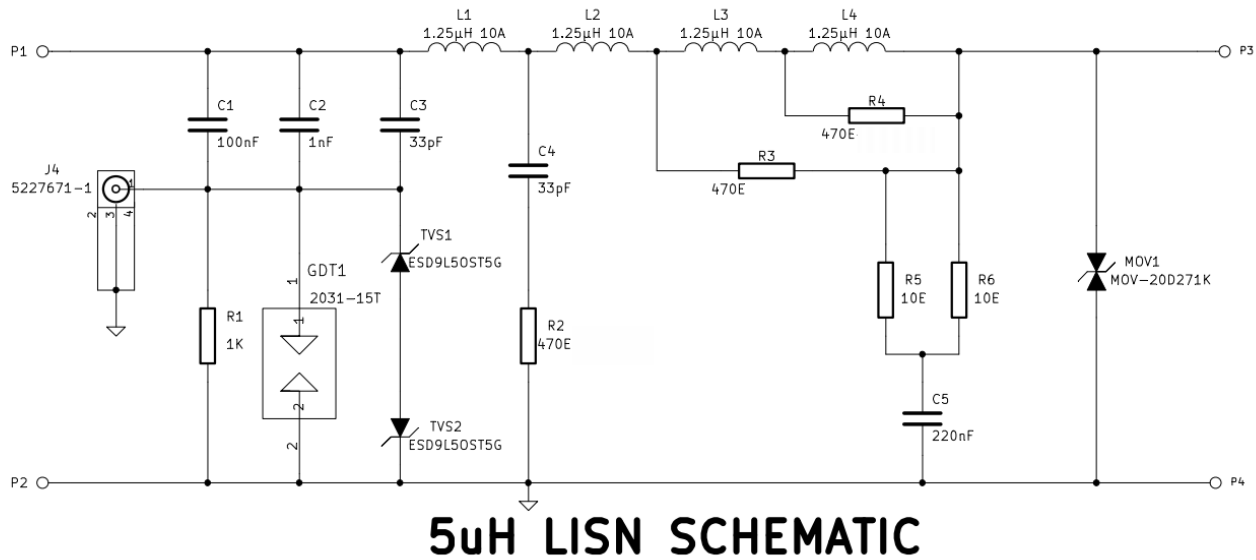 L1
1.25µH 10A
L2
1.25µH 10A
L3
1.25µH 10A
L4
1.25µH 10A
P1
P3
C1
100nF
C2
1nF
C3
33pF
R4
470E
C4
33pF
R3
470E
J4
5227671-1
1
2
3
4
TVS1
ESD9L5OST5G
GDT1
2031-15T
1
1
2
2
R1
1K
R2
470E
R5
10E
R6
10E
MOV1
MOV-20D271K
TVS2
ESD9L5OST5G
C5
220nF
P2
P4
5uH LISN SCHEMATIC